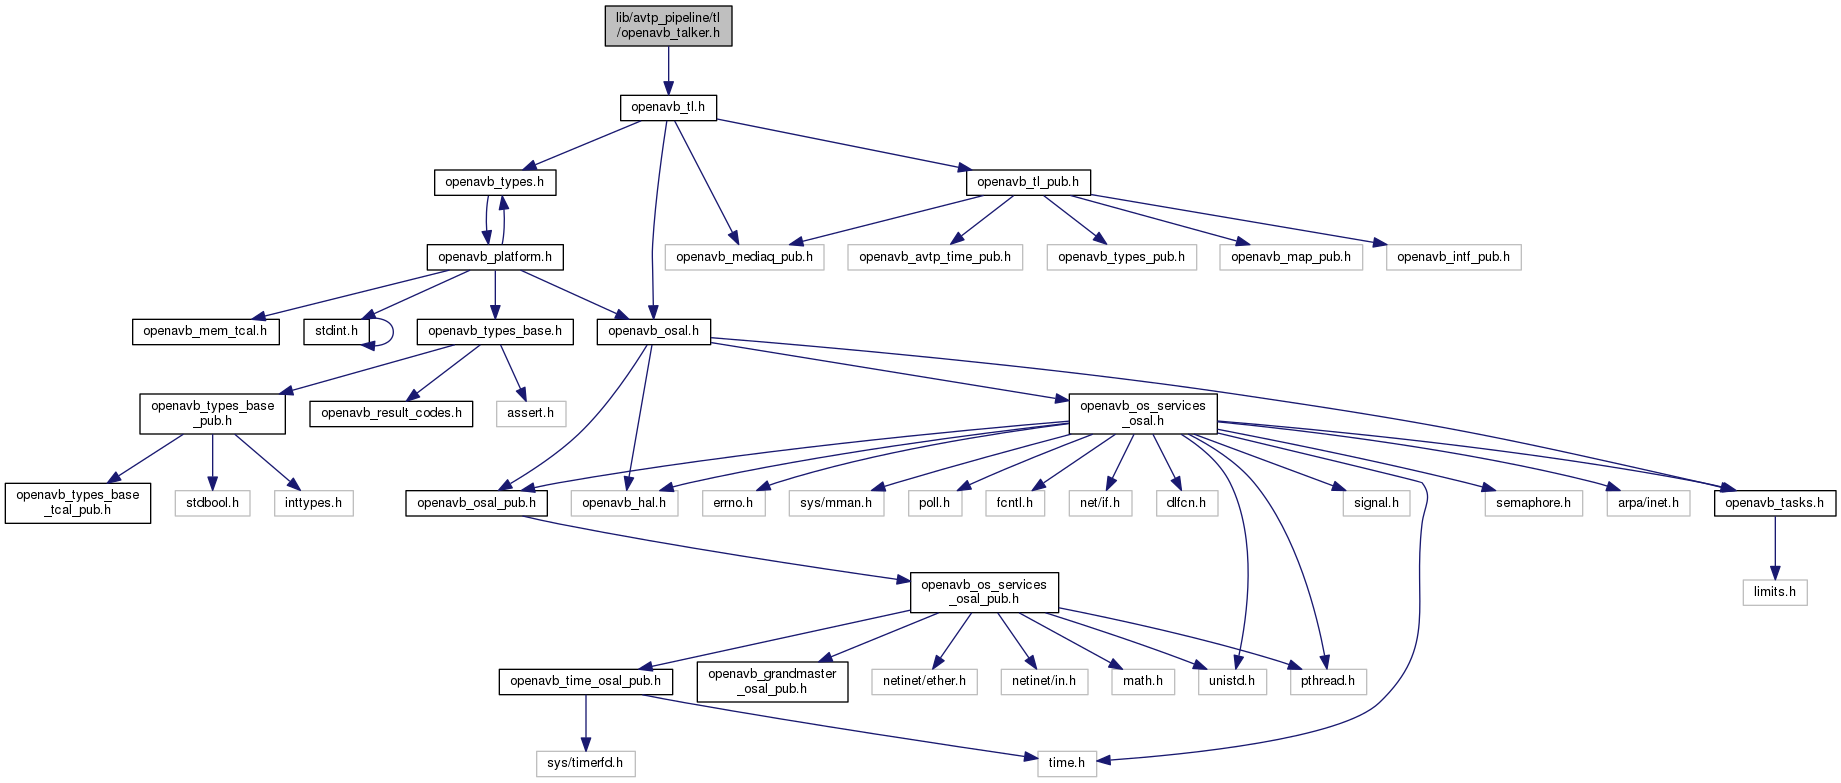 lib/avtp_pipeline/tl
/openavb_talker.h
openavb_tl.h
openavb_types.h
openavb_tl_pub.h
openavb_platform.h
openavb_mediaq_pub.h
openavb_avtp_time_pub.h
openavb_types_pub.h
openavb_map_pub.h
openavb_intf_pub.h
openavb_mem_tcal.h
stdint.h
openavb_types_base.h
openavb_osal.h
openavb_types_base
_pub.h
openavb_result_codes.h
assert.h
openavb_os_services
_osal.h
openavb_types_base
_tcal_pub.h
stdbool.h
inttypes.h
openavb_osal_pub.h
openavb_hal.h
errno.h
sys/mman.h
poll.h
fcntl.h
net/if.h
dlfcn.h
signal.h
semaphore.h
arpa/inet.h
openavb_tasks.h
openavb_os_services
_osal_pub.h
limits.h
openavb_time_osal_pub.h
openavb_grandmaster
_osal_pub.h
netinet/ether.h
netinet/in.h
math.h
unistd.h
pthread.h
sys/timerfd.h
time.h